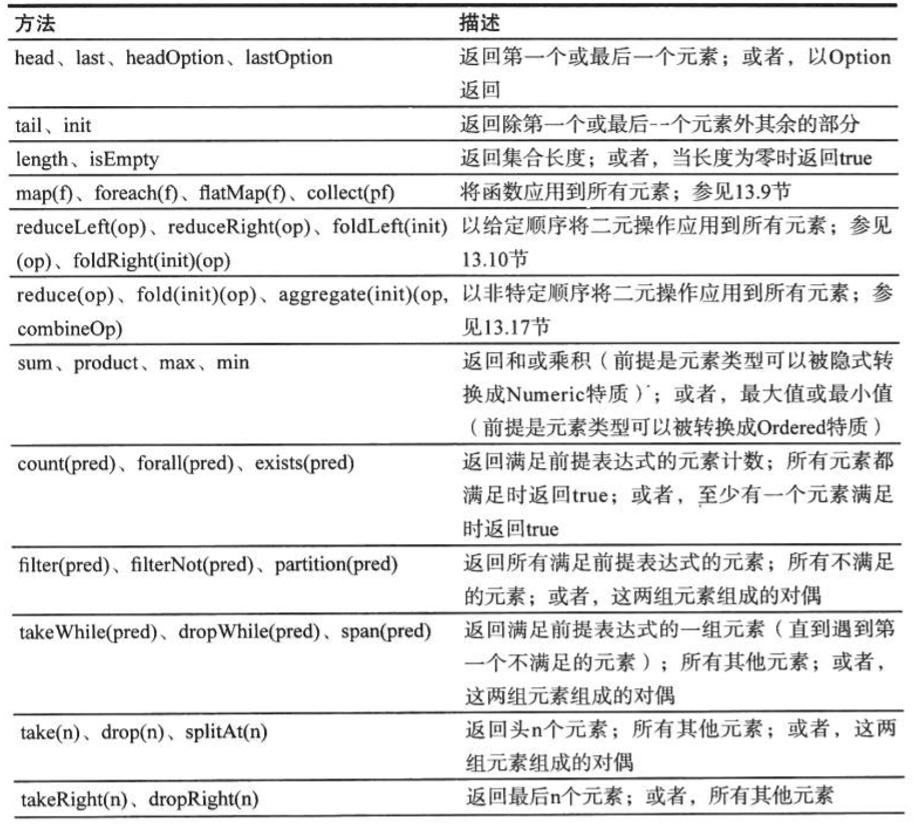 方法 描述
head、last、headOption、lastOption 返回第一个或最后一个元素；或者，以Option
返回
tail、init 返回除第一个或最后一个元素外其余的部分
length、isEmpty 返回集合长度；或者，当长度为零时返回true
map(f)、foreach(f)、flatMap(f)、collect(pf) 将函数应用到所有元素；参见13.9节
reduceLeft(op)、reduceRight(op)、foldLeft(init) 以给定顺序将二元操作应用到所有元素；参见
(op)、foldRight(init)(op) 13.10节
reduce(op)、fold(init)(op)、aggregate(init)(op, 以非特定顺序将二元操作应用到所有元素；参
combineOp) 见13.17节
sum、product、max、min 返回和或乘积（前提是元素类型可以被隐式转
换成Numeric特质）；或者，最大值或最小值
（前提是元素类型可以被转换成Ordered特质）
count(pred)、forall(pred)、exists(pred) 返回满足前提表达式的元素计数；所有元素都
满足时返回true；或者，至少有一个元素满足
时返回true
filter(pred)、filterNot(pred)、partition(pred) 返回所有满足前提表达式的元素；所有不满足
的元素；或者，这两组元素组成的对偶
takeWhile(pred)、dropWhile(pred)、span(pred) 返回满足前提表达式的一组元素（直到遇到第
一个不满足的元素）；所有其他元素；或者，
这两组元素组成的对偶
take(n)、drop(n)、splitAt(n) 返回头n个元素；所有其他元素；或者，这两
组元素组成的对偶
takeRight(n)、dropRight(n) 返回最后n个元素；或者，所有其他元素